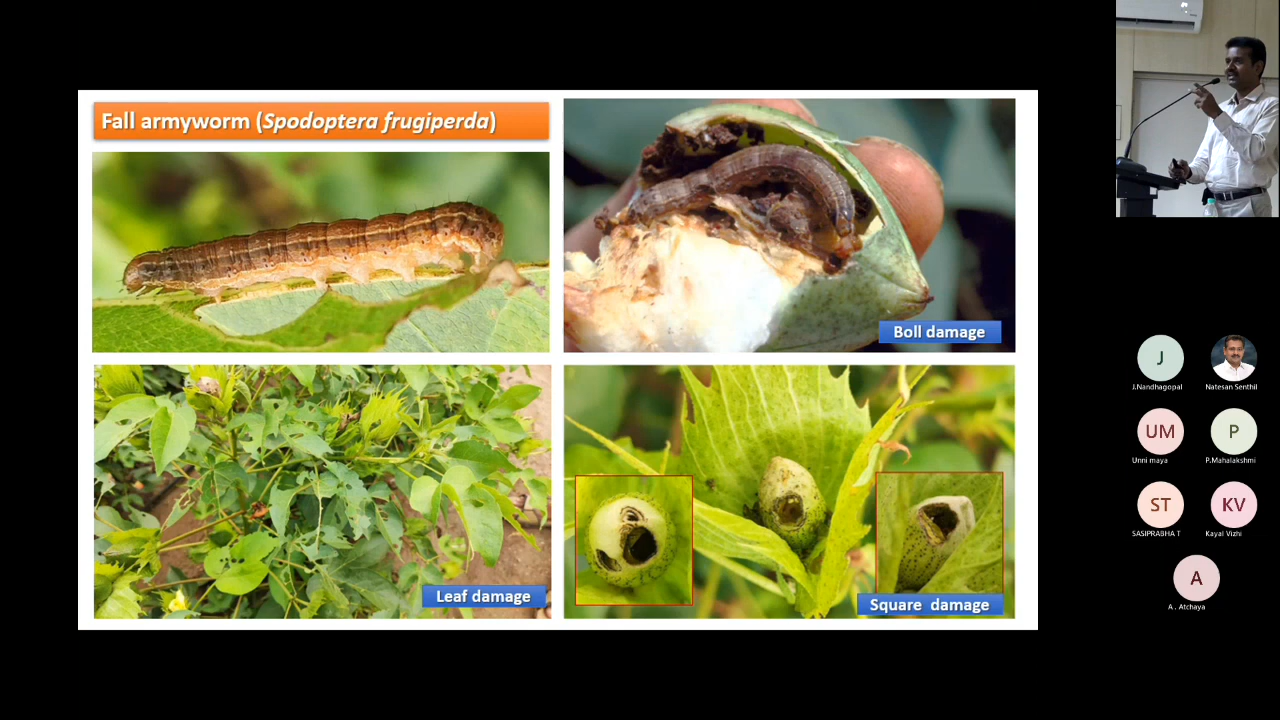 Fall armyworm (Spodoptera frugiperda)
Boll damage
Leaf damage
Square damage
J
J.Nandhagopal
Natesan Senthil
UM
Unni maya
P
P.Mahalakshmi
ST
SASIPRABHA T
KV
Kayal Vizhi
A
A . Atchaya